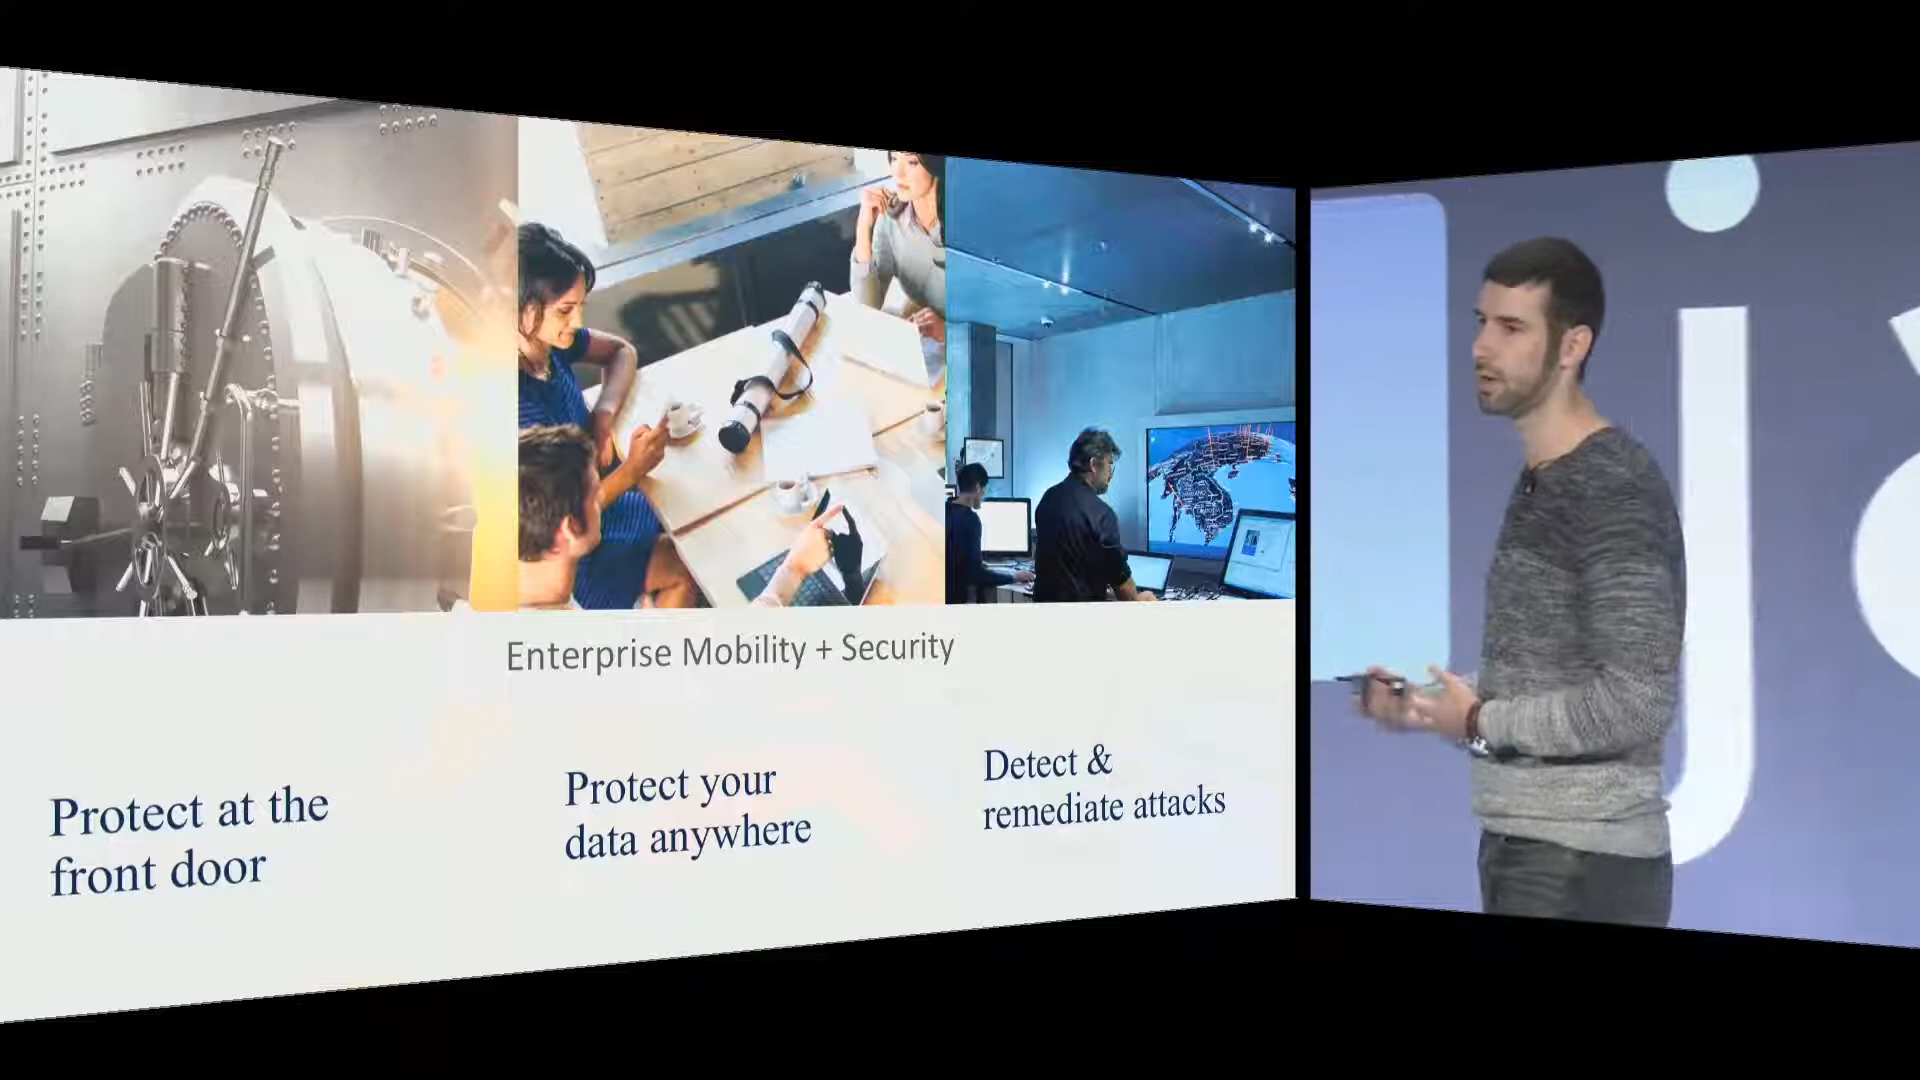 Enterprise Mobility + Security
Protect at the
front door
Protect your
data anywhere
Detect &
remediate attacks
j